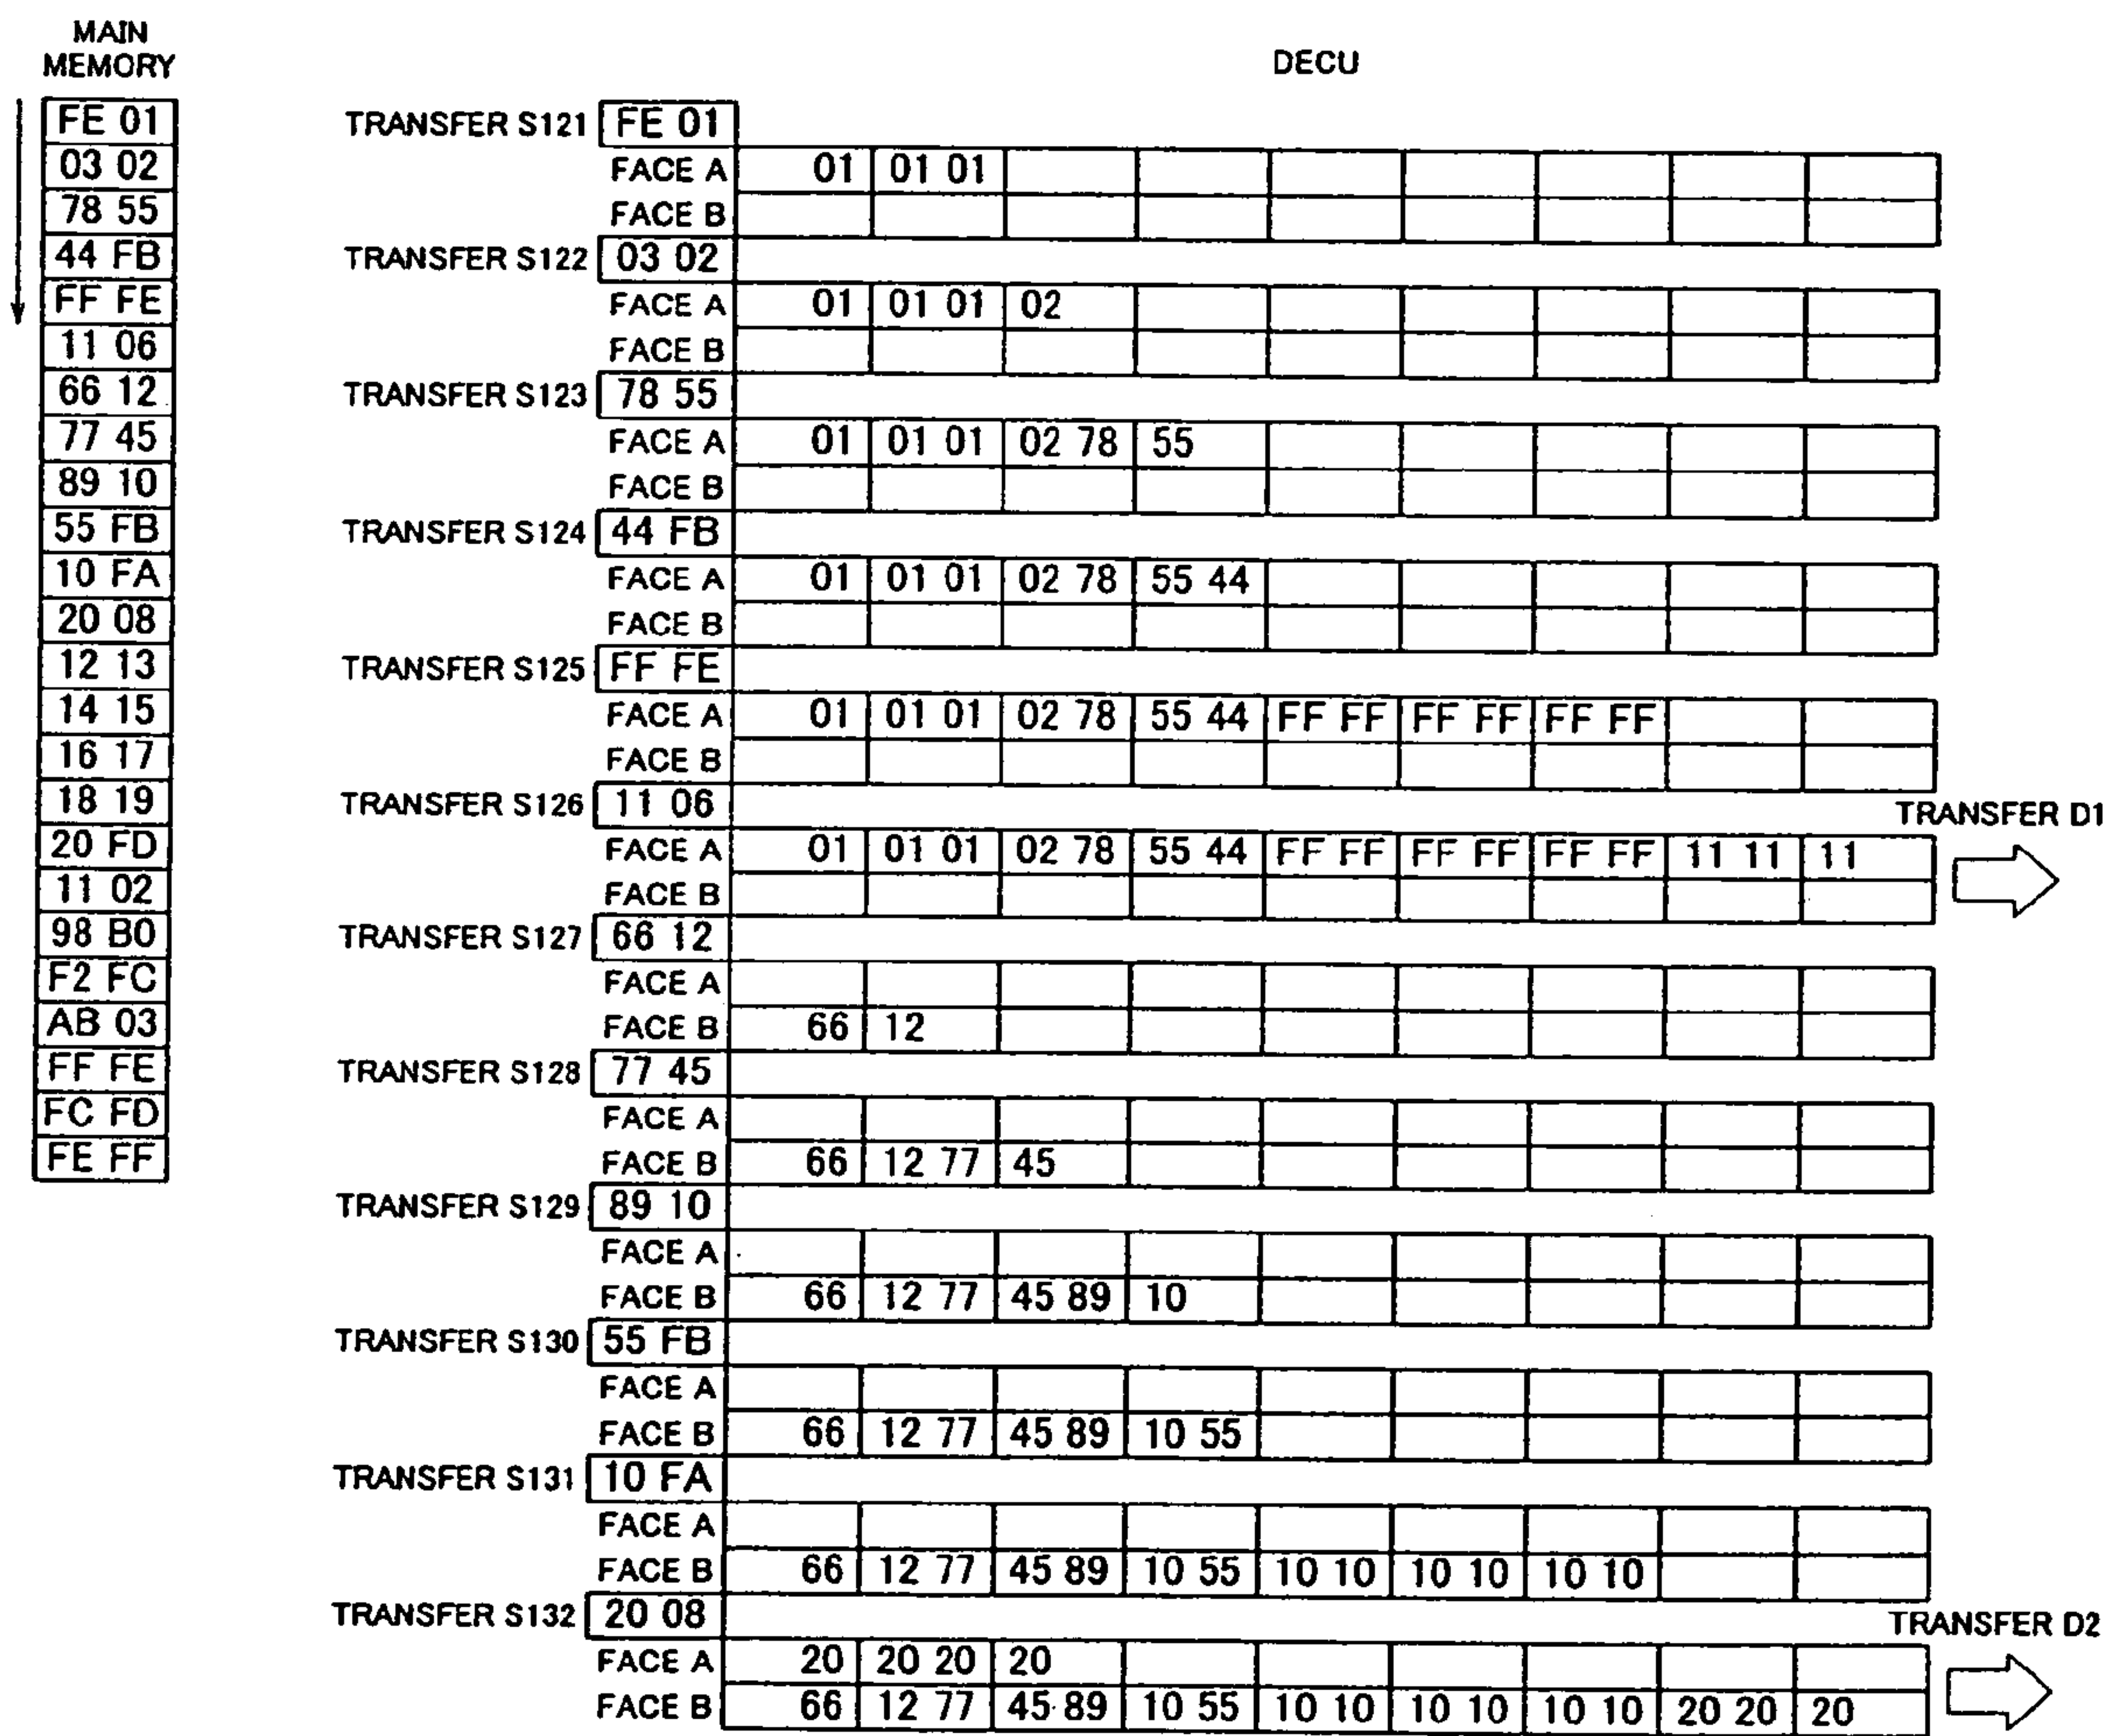 MAIN
MEMORY
FE 01
03 02
78 55
44 FB
FF FE
11 06
66 12
77 45
89 10
55 FB
10 FA
20 08
12 13
14 15
16 17
18 19
20 FD
11 02
98 B0
F2 FC
AB 03
FF FE
FC FD
FE FF
DECU
TRANSFER S121 FE 01
FACE A 01 01 01
FACE B
TRANSFER S122 03 02
FACE A 01 01 01 02
FACE B
TRANSFER S123 78 55
FACE A 01 01 01 02 78 55
FACE B
TRANSFER S124 44 FB
FACE A 01 01 01 02 78 55 44
FACE B
TRANSFER S125 FF FE
FACE A 01 01 01 02 78 55 44 FF FF FF FF FF FF
FACE B
TRANSFER S126 11 06 TRANSFER D1
FACE A 01 01 01 02 78 55 44 FF FF FF FF FF FF 11 11 11
FACE B
TRANSFER S127 66 12
FACE A
FACE B 66 12
TRANSFER S128 77 45
FACE A
FACE B 66 12 77 45
TRANSFER S129 89 10
FACE A
FACE B 66 12 77 45 89 10
TRANSFER S130 55 FB
FACE A
FACE B 66 12 77 45 89 10 55
TRANSFER S131 10 FA
FACE A
FACE B 66 12 77 45 89 10 55 10 10 10 10 10 10
TRANSFER S132 20 08 TRANSFER D2
FACE A 20 20 20 20
FACE B 66 12 77 45 89 10 55 10 10 10 10 10 10 20 20 20